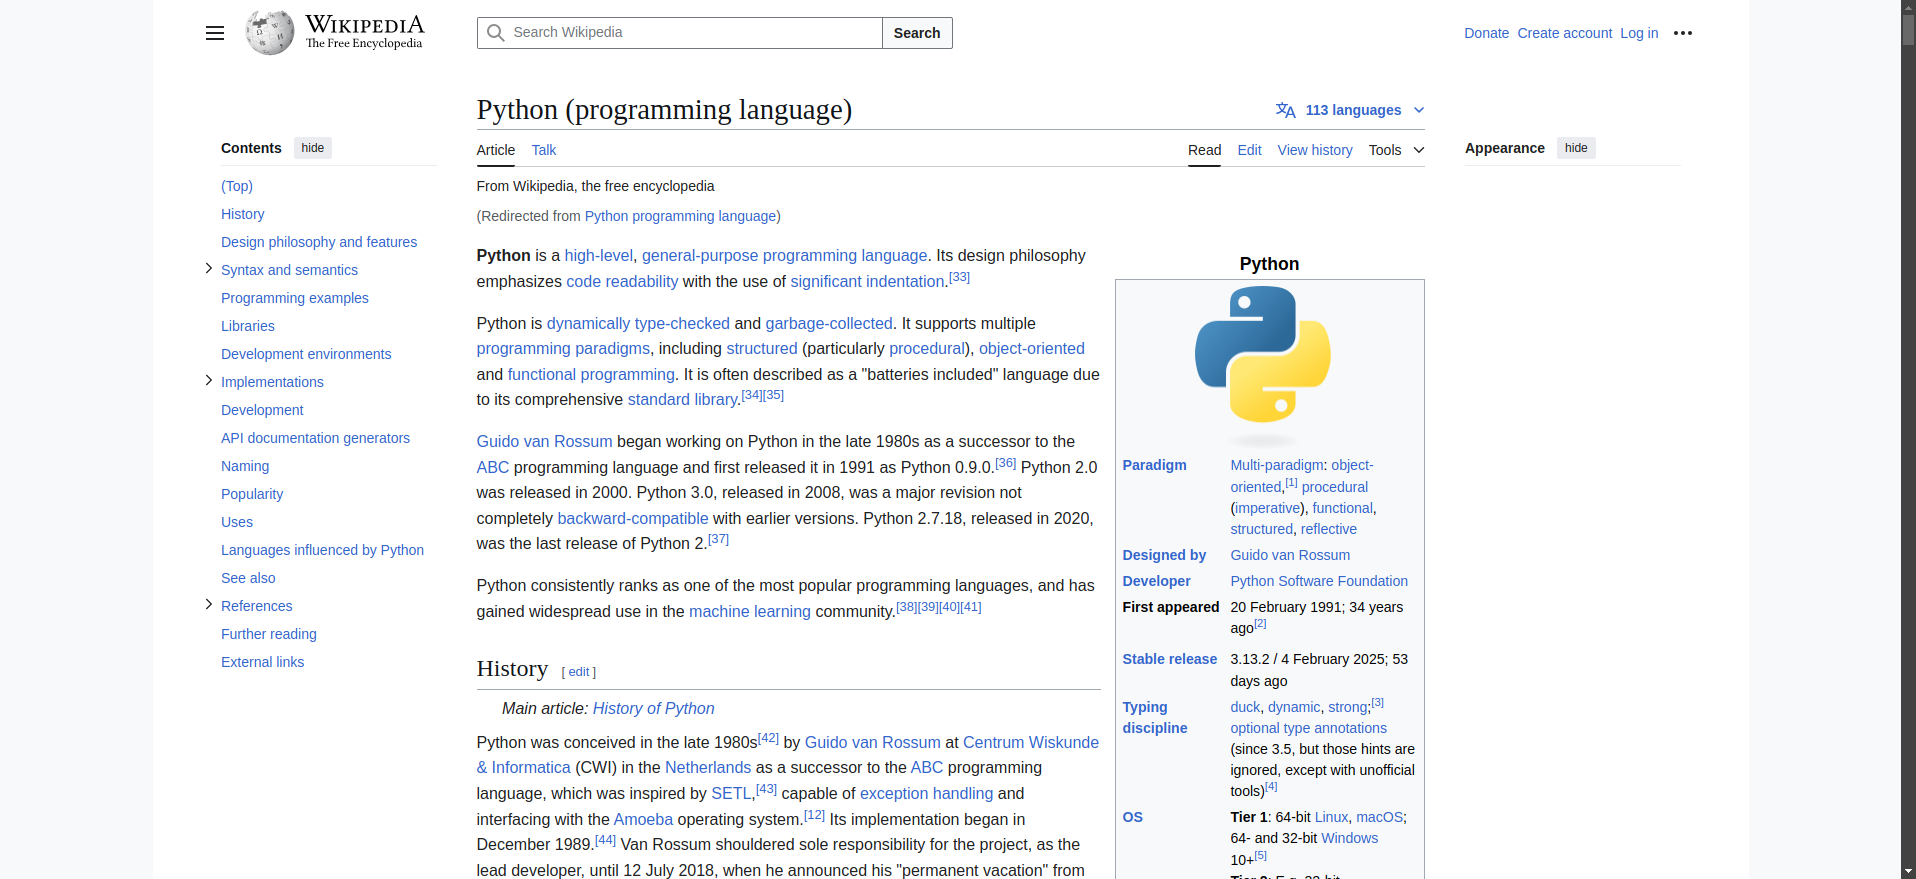 WIKIPEDIA
The Free Encyclopedia
Search Wikipedia
Search
Donate Create account Log in
Python (programming language)
113 languages
Contents hide
Article Talk
Read Edit View history Tools
Appearance hide
(Top)
History
Design philosophy and features
Syntax and semantics
Programming examples
Libraries
Development environments
Implementations
Development
API documentation generators
Naming
Popularity
Uses
Languages influenced by Python
See also
References
Further reading
External links
From Wikipedia, the free encyclopedia
(Redirected from Python programming language)
Python is a high-level, general-purpose programming language. Its design philosophy
emphasizes code readability with the use of significant indentation.[33]
Python is dynamically type-checked and garbage-collected. It supports multiple
programming paradigms, including structured (particularly procedural), object-oriented
and functional programming. It is often described as a "batteries included" language due
to its comprehensive standard library.[34][35]
Guido van Rossum began working on Python in the late 1980s as a successor to the
ABC programming language and first released it in 1991 as Python 0.9.0.[36] Python 2.0
was released in 2000. Python 3.0, released in 2008, was a major revision not
completely backward-compatible with earlier versions. Python 2.7.18, released in 2020,
was the last release of Python 2.[37]
Python consistently ranks as one of the most popular programming languages, and has
gained widespread use in the machine learning community.[38][39][40][41]
History [ edit ]
Main article: History of Python
Python was conceived in the late 1980s[42] by Guido van Rossum at Centrum Wiskunde
& Informatica (CWI) in the Netherlands as a successor to the ABC programming
language, which was inspired by SETL,[43] capable of exception handling and
interfacing with the Amoeba operating system.[12] Its implementation began in
December 1989.[44] Van Rossum shouldered sole responsibility for the project, as the
lead developer, until 12 July 2018, when he announced his "permanent vacation" from
Python
Paradigm Multi-paradigm: object-
oriented,[1] procedural
(imperative), functional,
structured, reflective
Designed by Guido van Rossum
Developer Python Software Foundation
First appeared 20 February 1991; 34 years
ago[2]
Stable release 3.13.2 / 4 February 2025; 53
days ago
Typing duck, dynamic, strong;[3]
discipline optional type annotations
(since 3.5, but those hints are
ignored, except with unofficial
tools)[4]
OS Tier 1: 64-bit Linux, macOS;
64- and 32-bit Windows
10+[5]